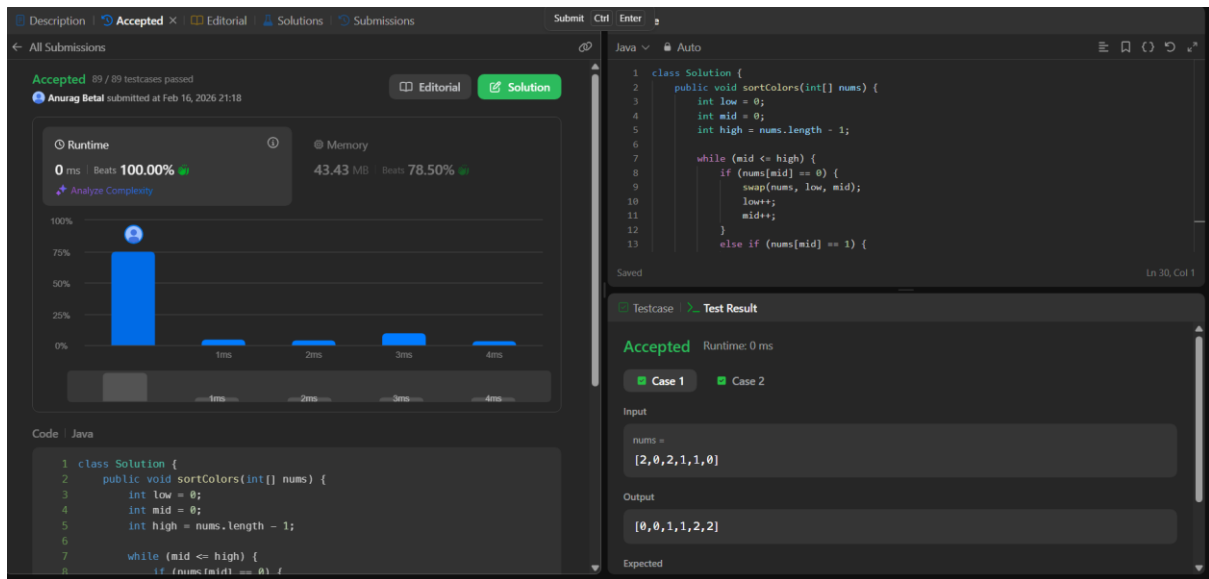 Description
Accepted ×
Editorial
Solutions
Submissions
Submit Ctrl Enter
All Submissions
Accepted 89 / 89 testcases passed
Anurag Betal submitted at Feb 16, 2026 21:18
Editorial
Solution
Runtime
0 ms Beats 100.00%
Analyze Complexity
Memory
43.43 MB Beats 78.50%
100%
75%
50%
25%
0%
1ms 2ms 3ms 4ms
1ms 2ms 3ms 4ms
Code Java
1 class Solution {
2 public void sortColors(int[] nums) {
3 int low = 0;
4 int mid = 0;
5 int high = nums.length - 1;
6
7 while (mid <= high) {
8 if (nums[mid] == 0) {
Java Auto
1 class Solution {
2 public void sortColors(int[] nums) {
3 int low = 0;
4 int mid = 0;
5 int high = nums.length - 1;
6
7 while (mid <= high) {
8 if (nums[mid] == 0) {
9 swap(nums, low, mid);
10 low++;
11 mid++;
12 }
13 else if (nums[mid] == 1) {
Saved
Ln 30, Col 1
Testcase
Test Result
Accepted Runtime: 0 ms
Case 1
Case 2
Input
nums =
[2,0,2,1,1,0]
Output
[0,0,1,1,2,2]
Expected